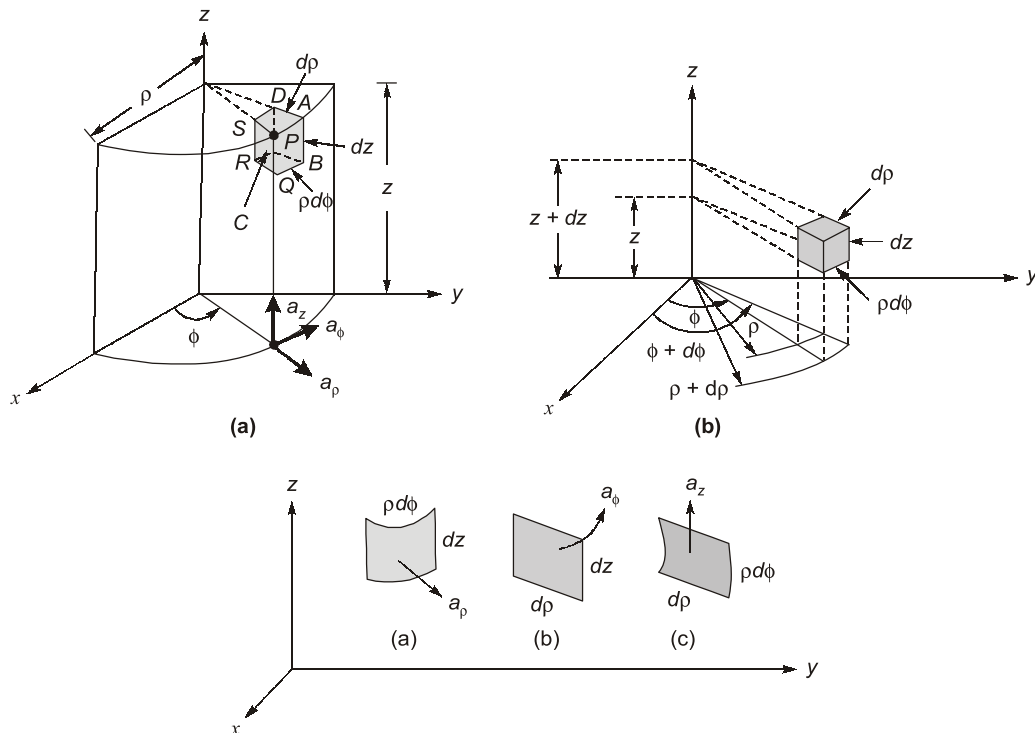 z
dρ
ρ
D
A
S
P
dz
R
B
Q
ρdϕ
C
z
y
a_z
a_ϕ
ϕ
a_ρ
x
(a)
z
dρ
z + dz
z
dz
y
ρdϕ
ϕ
ρ
ϕ + dϕ
ρ + dρ
x
(b)
z
ρdϕ
dz
a_ρ
(a)
a_ϕ
dz
dρ
(b)
a_z
ρdϕ
dρ
(c)
y
x